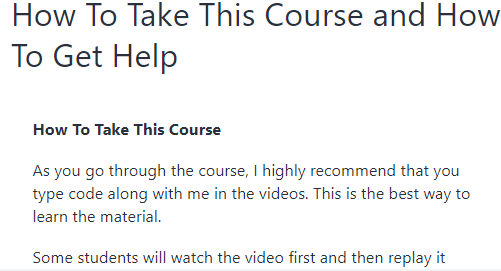 How To Take This Course and How
To Get Help
How To Take This Course
As you go through the course, I highly recommend that you
type code along with me in the videos. This is the best way to
learn the material.
Some students will watch the video first and then replay it